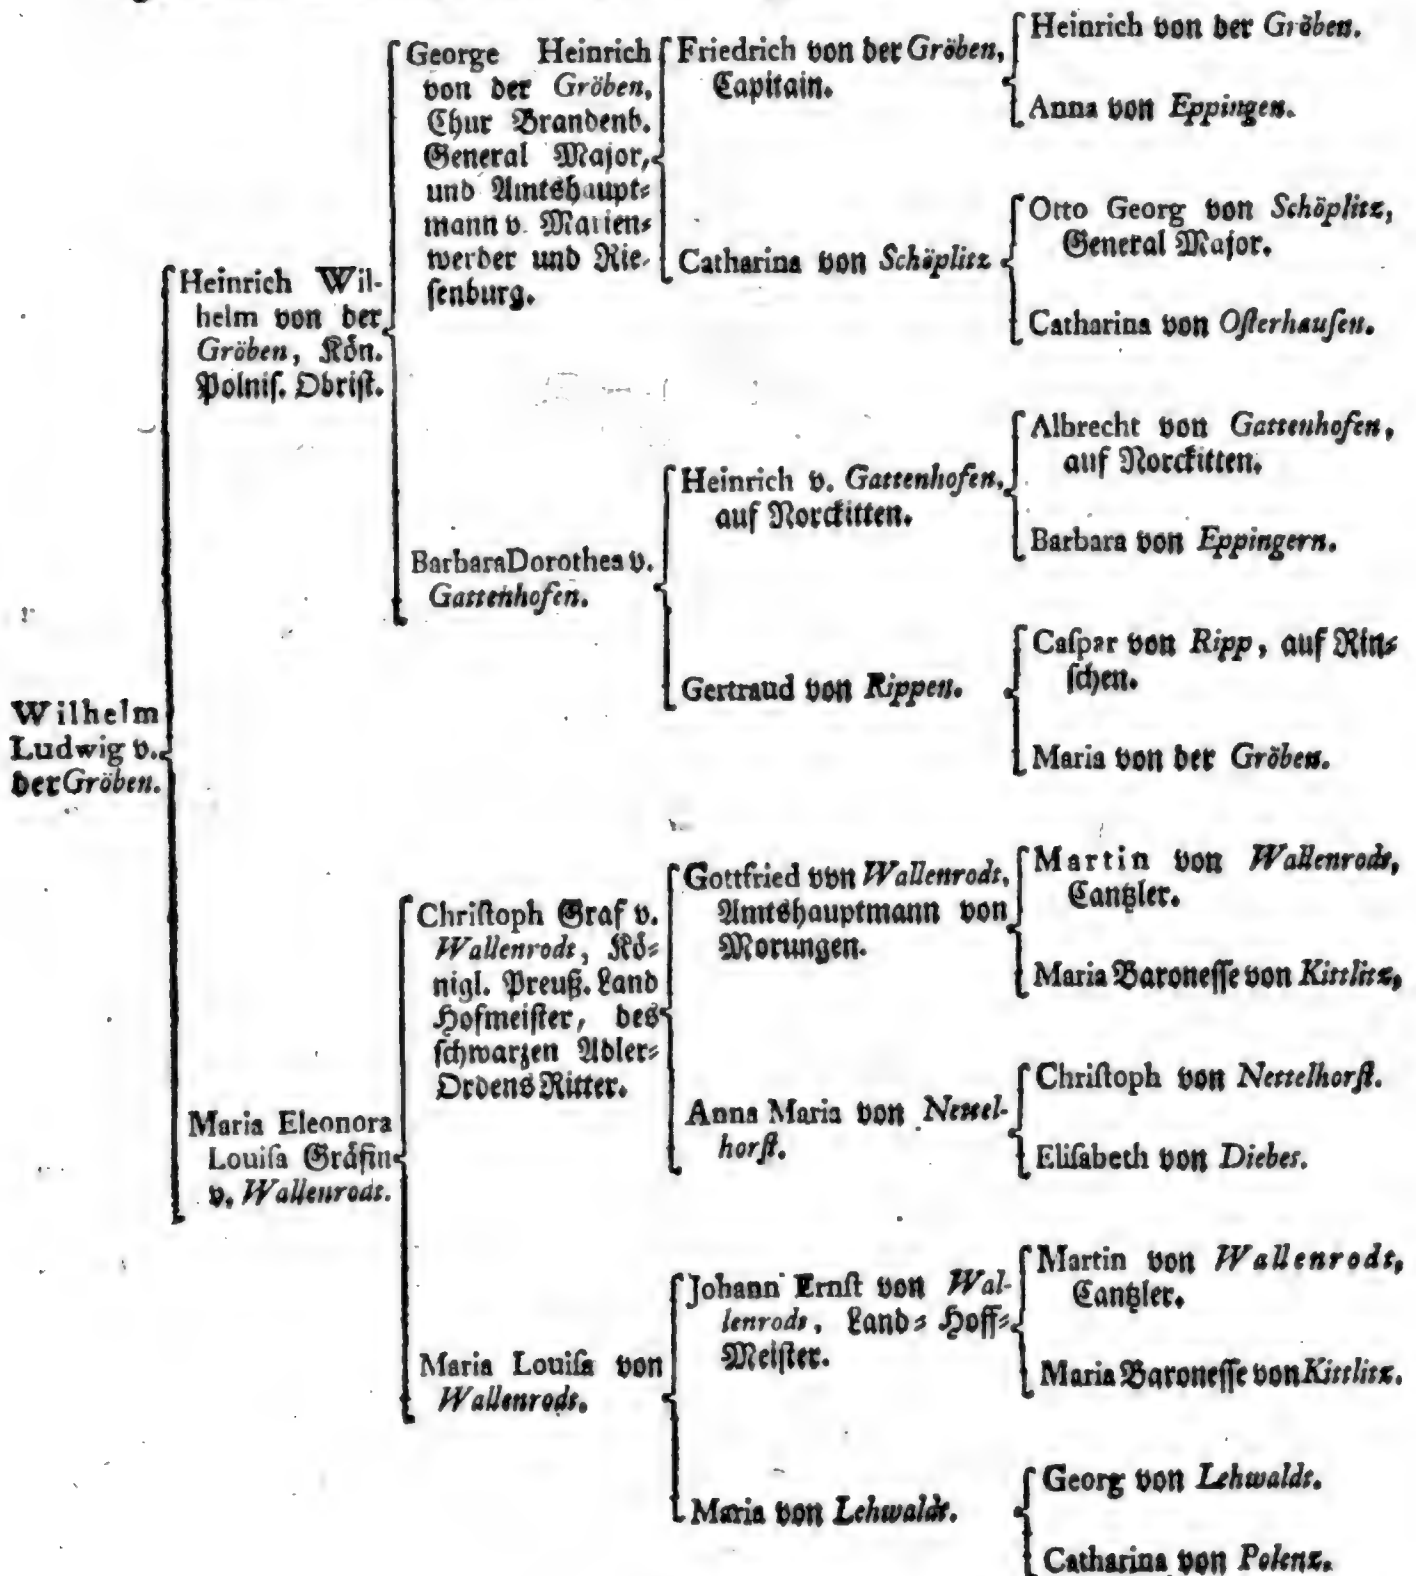 Wilhelm
Ludwig v.
der Gröben.
Heinrich Wil-
helm von der
Gröben, Kön.
Polnis. Obrist.
George Heinrich
von der Gröben,
Chur Brandenb.
General Major,
und Amtshaupt-
mann v. Marien-
werder und Rie-
senburg.
Friedrich von der Gröben,
Capitain.
Heinrich von der Gröben.
Anna von Eppingen.
Catharina von Schöplitz
Otto Georg von Schöplitz,
General Major.
Catharina von Osterhausen.
Barbara Dorothea v.
Gattenhofen.
Heinrich v. Gattenhofen,
auf Norckitten.
Albrecht von Gattenhofen,
auf Norckitten.
Barbara von Eppingern.
Gertraud von Rippen.
Caspar von Ripp, auf Rin-
schen.
Maria von der Gröben.
Maria Eleonora
Louisa Gräfin
v. Wallenrodt.
Christoph Graf v.
Wallenrodt, Kö-
nigl. Preuß. Land
Hofmeister, des
schwarzen Adler-
Ordens Ritter.
Gottfried von Wallenrodt,
Amtshauptmann von
Morungen.
Martin von Wallenrodt,
Cantzler.
Maria Baronesse von Kittlitz,
Anna Maria von Nettel-
horst.
Christoph von Nettelhorst.
Elisabeth von Diebes.
Maria Louisa von
Wallenrodt.
Johann Ernst von Wal-
lenrodt, Land-Hoff-
Meister.
Martin von Wallenrodt,
Cantzler.
Maria Baronesse von Kittlitz.
Maria von Lehwaldt.
Georg von Lehwaldt.
Catharina von Polentz.